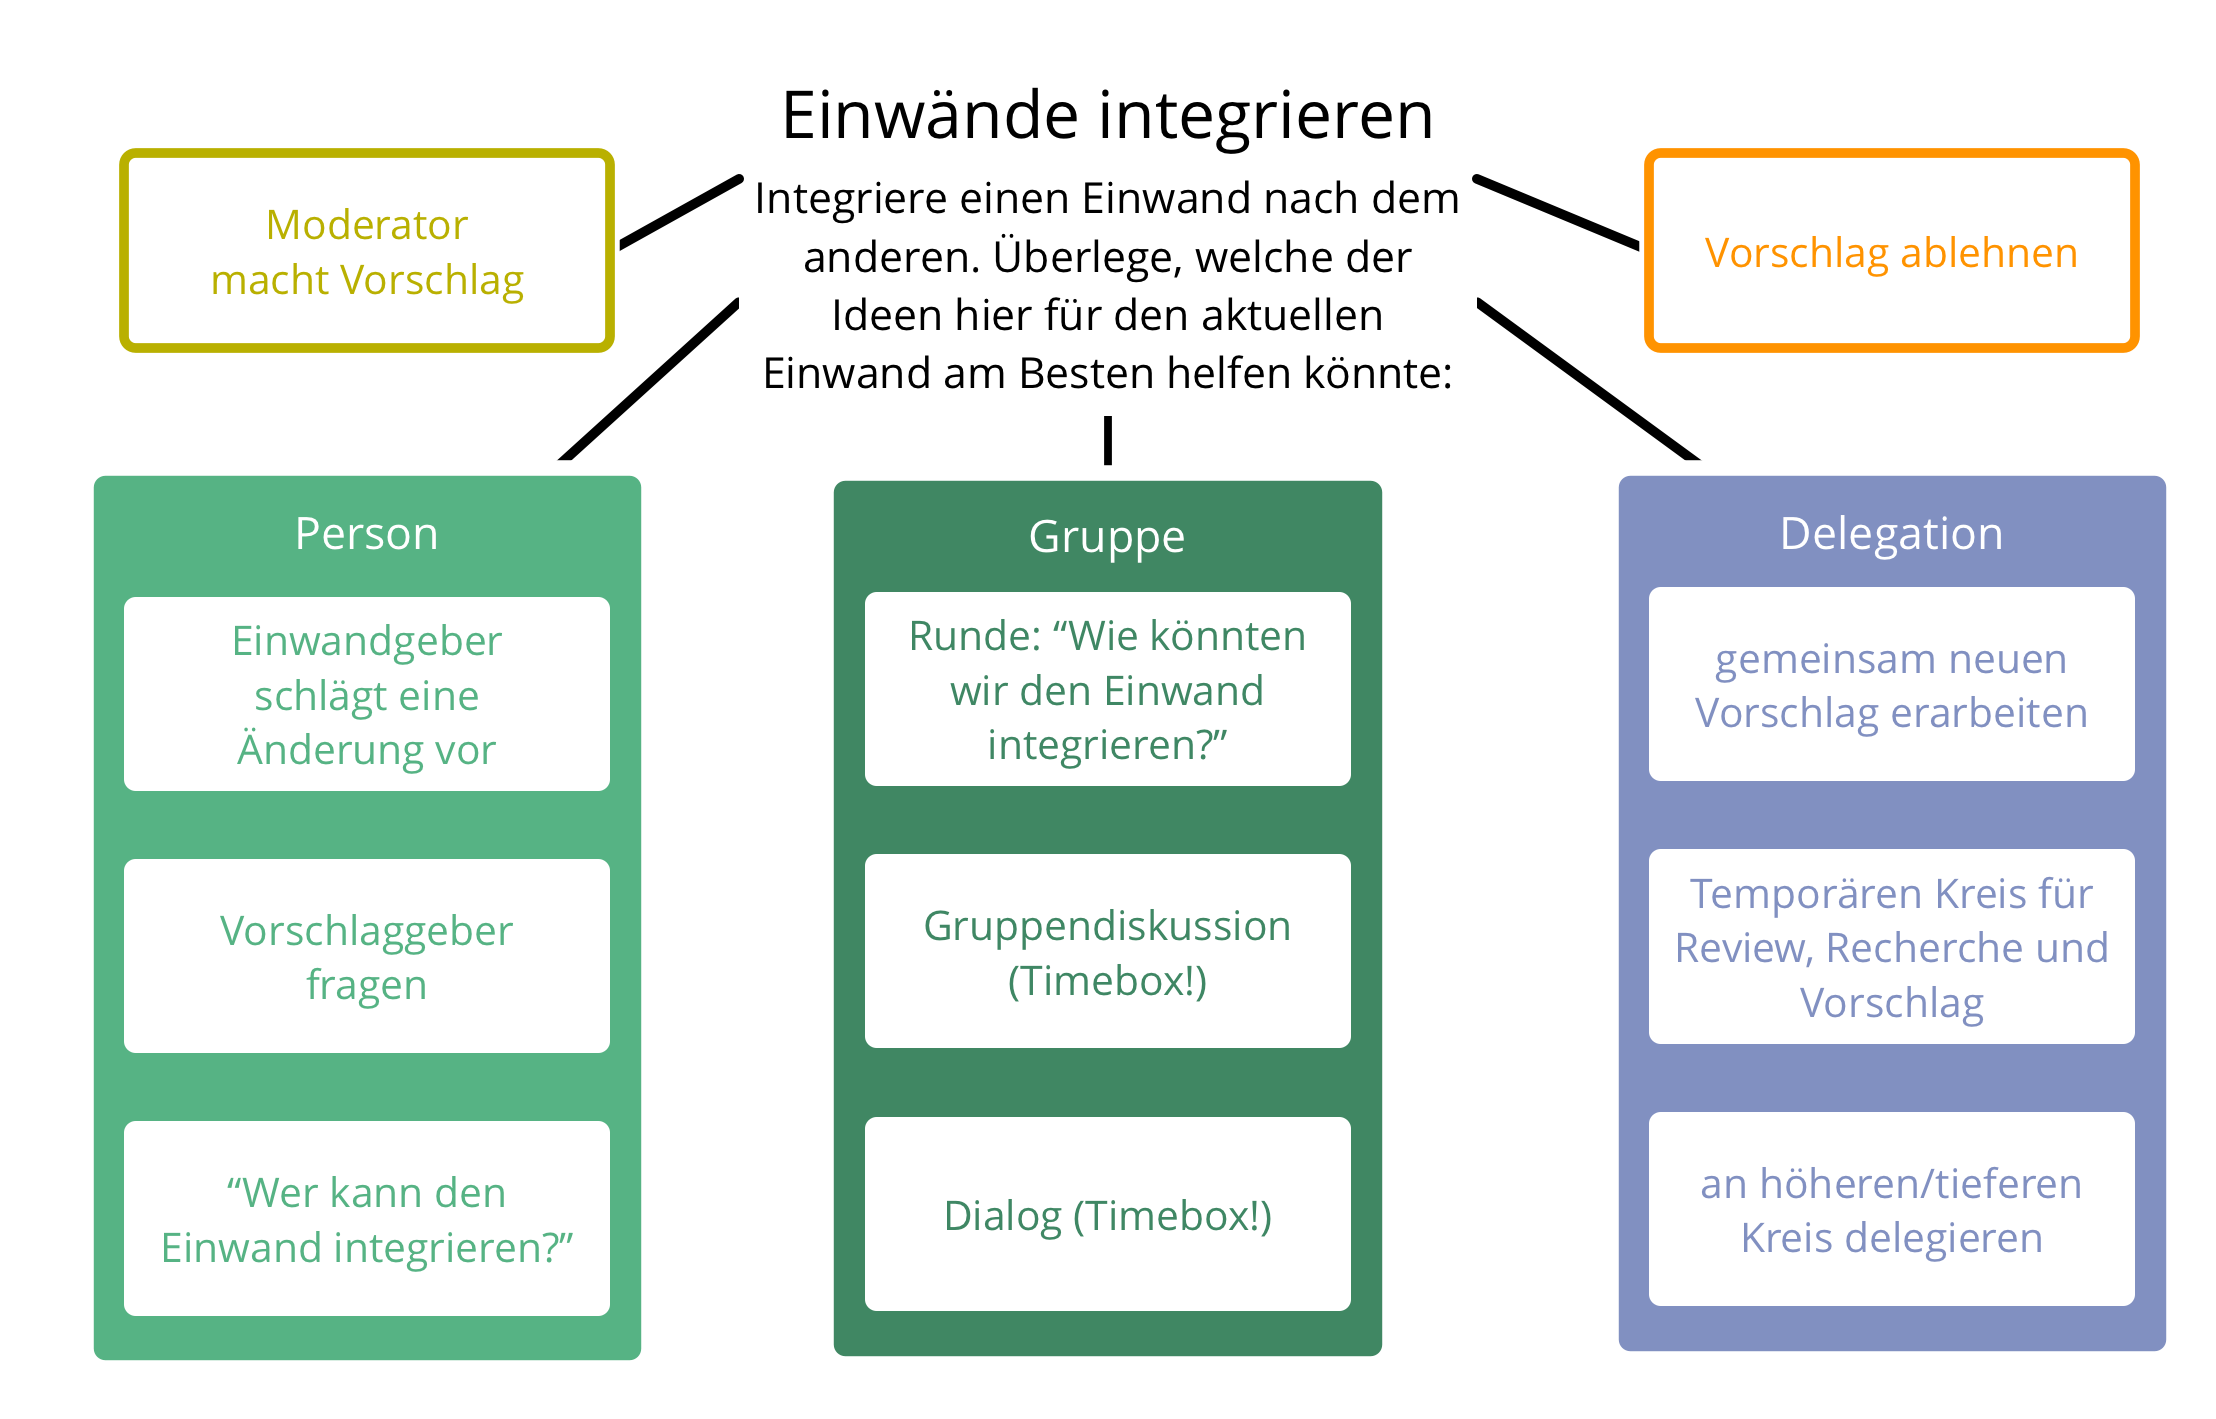 Einwände integrieren
Integriere einen Einwand nach dem
anderen. Überlege, welche der
Ideen hier für den aktuellen
Einwand am Besten helfen könnte:
Moderator
macht Vorschlag
Vorschlag ablehnen
Person
Einwandgeber
schlägt eine
Änderung vor
Vorschlaggeber
fragen
“Wer kann den
Einwand integrieren?”
Gruppe
Runde: “Wie könnten
wir den Einwand
integrieren?”
Gruppendiskussion
(Timebox!)
Dialog (Timebox!)
Delegation
gemeinsam neuen
Vorschlag erarbeiten
Temporären Kreis für
Review, Recherche und
Vorschlag
an höheren/tieferen
Kreis delegieren